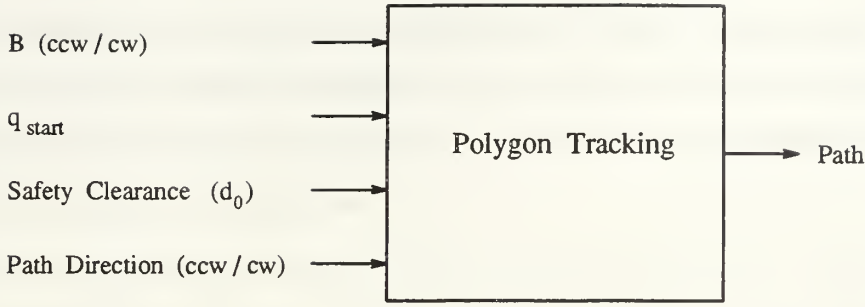 B (ccw / cw)
q start
Safety Clearance (d0)
Path Direction (ccw / cw)
Polygon Tracking
Path